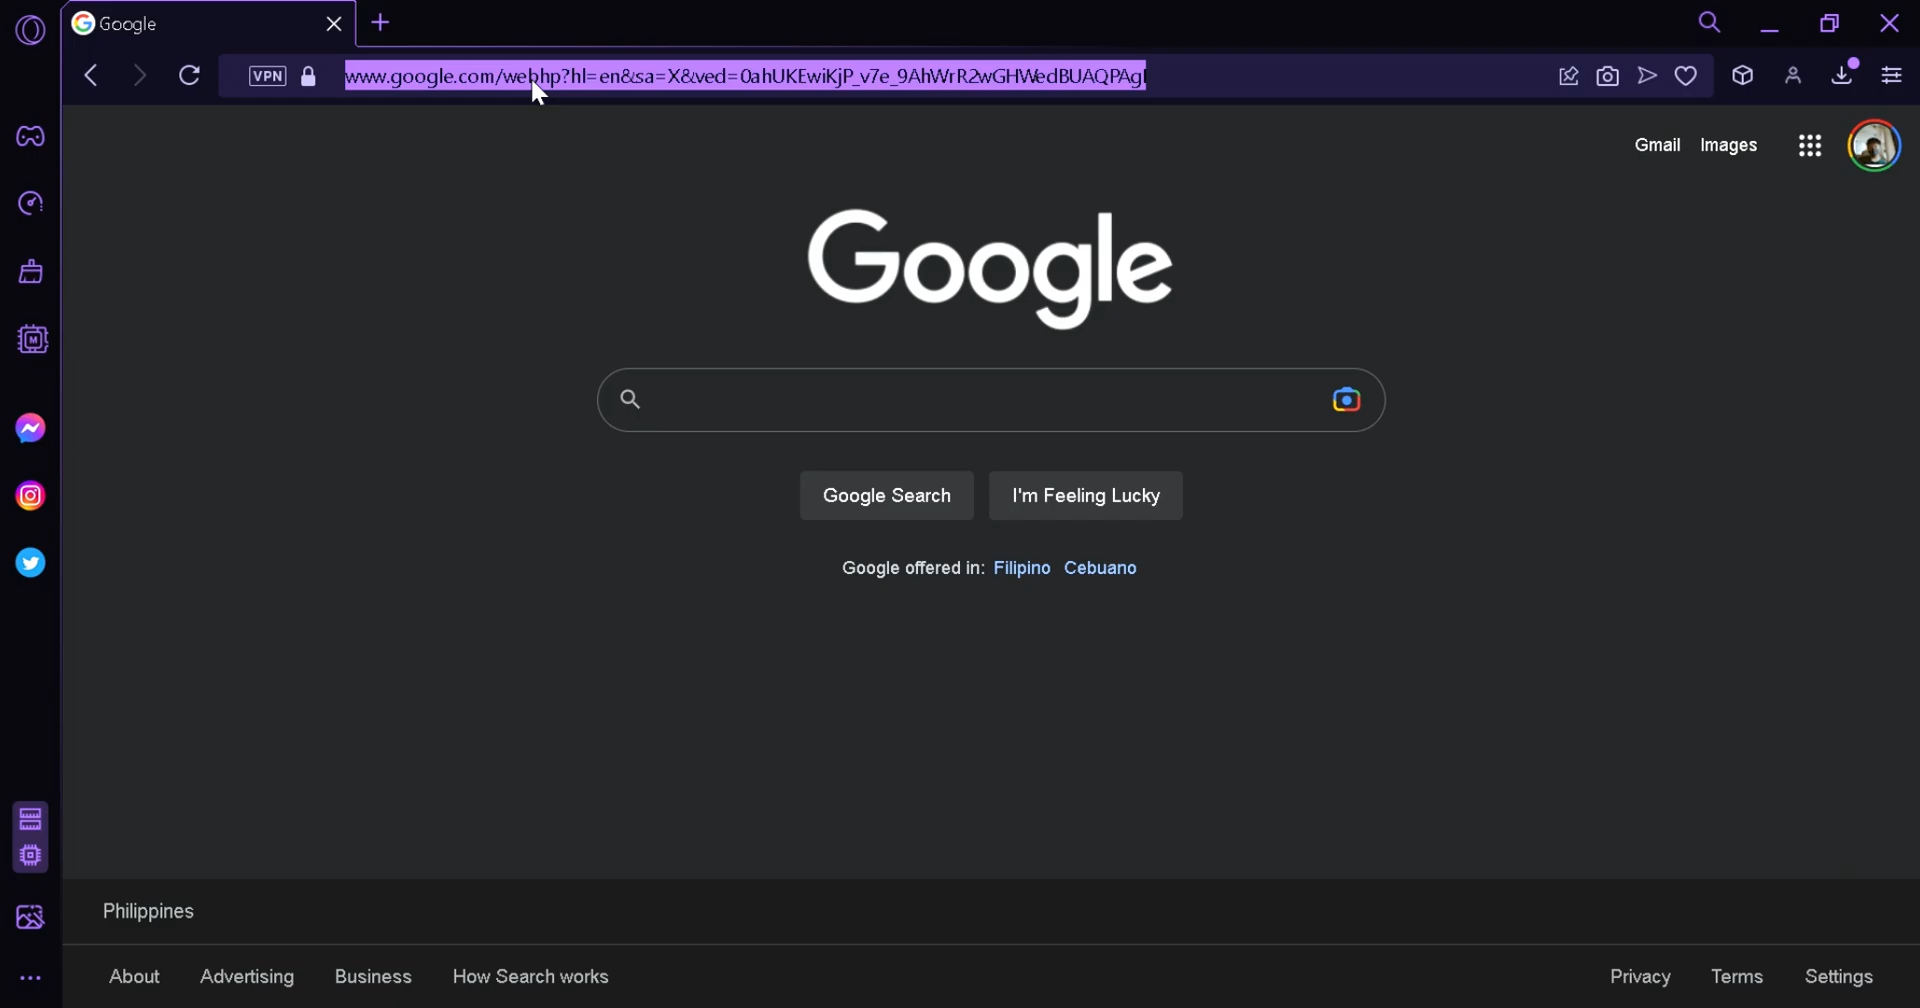 Google
VPN www.google.com/webhp?hl=en&sa=X&ved=0ahUKEwiKjP_v7e_9AhWrR2wGHWedBUAQPAgI
Gmail Images
M
Google
Google Search I'm Feeling Lucky
Google offered in: Filipino Cebuano
Philippines
About Advertising Business How Search works Privacy Terms Settings